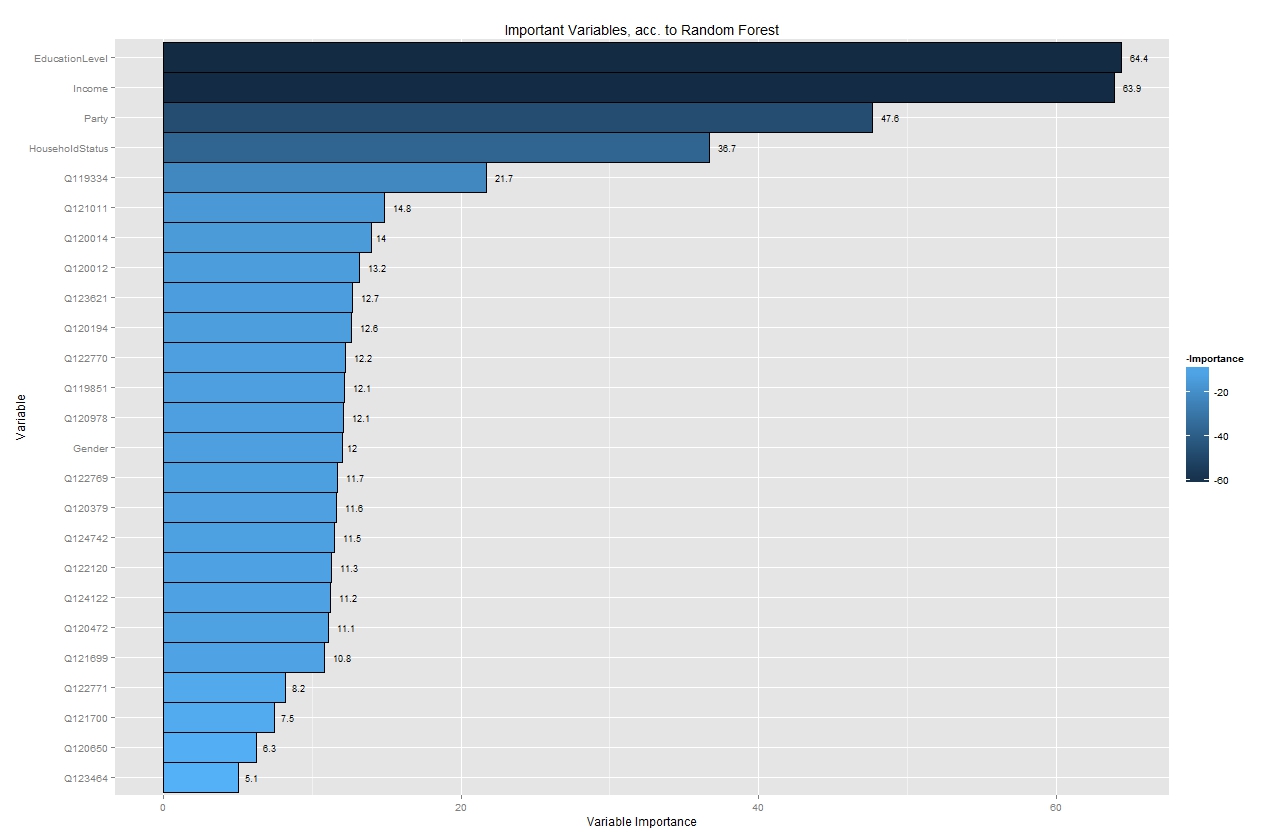 Important Variables, acc. to Random Forest
EducationLevel 64.4
Income 63.9
Party 47.6
HouseholdStatus 36.7
Q119334 21.7
Q121011 14.8
Q120014 14
Q120012 13.2
Q123621 12.7
Q120194 12.6
Q122770 12.2
Q119851 12.1
Q120978 12.1
Gender 12
Q122769 11.7
Q120379 11.6
Q124742 11.5
Q122120 11.3
Q124122 11.2
Q120472 11.1
Q121699 10.8
Q122771 8.2
Q121700 7.5
Q120650 6.3
Q123464 5.1
0 20 40 60
Variable Importance
Variable
-Importance
-20
-40
-60